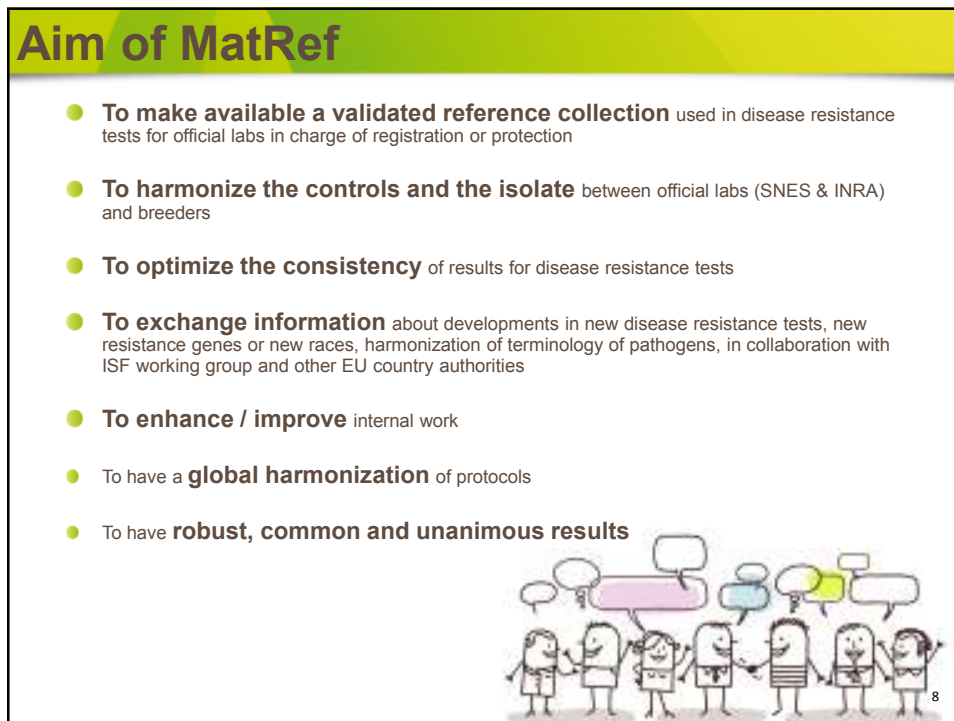 Aim of MatRef
To make available a validated reference collection used in disease resistance
tests for official labs in charge of registration or protection
To harmonize the controls and the isolate between official labs (SNES & INRA)
and breeders
To optimize the consistency of results for disease resistance tests
To exchange information about developments in new disease resistance tests, new
resistance genes or new races, harmonization of terminology of pathogens, in collaboration with
ISF working group and other EU country authorities
To enhance / improve internal work
To have a global harmonization of protocols
To have robust, common and unanimous results
8